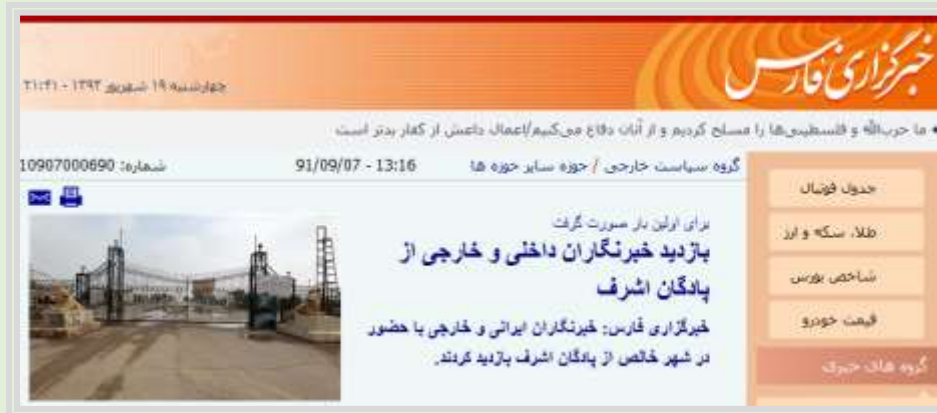 خبرگزاری فارس
چهارشنبه ۱۹ شهریور ۱۳۹۳ - ۲۱:۴۱
ما حزب‌الله و فلسطینی‌ها را مسلح کردیم و از آنان دفاع می‌کنیم/اعمال داعش از کفار بدتر است
گروه سیاست خارجی / حوزه سایر حوزه ها
91/09/07 - 13:16
شماره: 10907000690
برای اولین بار صورت گرفت
بازدید خبرنگاران داخلی و خارجی از
پادگان اشرف
خبرگزاری فارس: خبرنگاران ایرانی و خارجی با حضور
در شهر خالص از پادگان اشرف بازدید کردند.
جدول فوتبال
طلا، سکه و ارز
شاخص بورس
قیمت خودرو
گروه های خبری